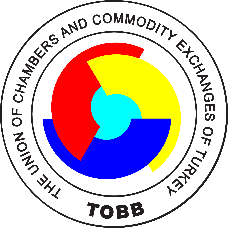 THE UNION OF CHAMBERS AND COMMODITY EXCHANGES OF TURKEY
TOBB